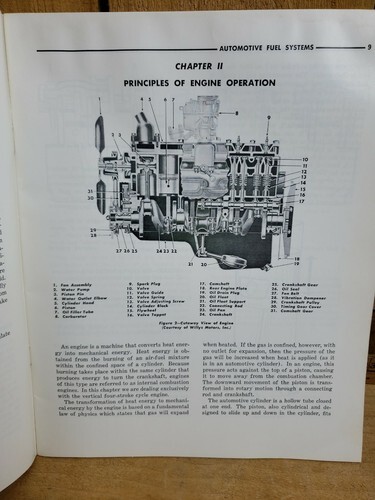 AUTOMOTIVE FUEL SYSTEMS 9
CHAPTER II
PRINCIPLES OF ENGINE OPERATION
1. Fan Assembly
2. Water Pump
3. Piston Pin
4. Water Outlet Elbow
5. Cylinder Head
6. Piston
7. Oil Filler Tube
8. Carburetor
9. Spark Plug
10. Valve
11. Valve Guide
12. Valve Spring
13. Valve Adjusting Screw
14. Cylinder Block
15. Flywheel
16. Valve Tappet
17. Camshaft
18. Rear Engine Plate
19. Oil Drain Plug
20. Oil Float
21. Oil Float Support
22. Connecting Rod
23. Oil Pan
24. Crankshaft
25. Crankshaft Gear
26. Oil Seal
27. Fan Belt
28. Vibration Dampener
29. Crankshaft Pulley
30. Timing Gear Cover
31. Camshaft Gear
Figure 2—Cutaway View of Engine
(Courtesy of Willys Motors, Inc.)
An engine is a machine that converts heat ener-
gy into mechanical energy. Heat energy is ob-
tained from the burning of an air-fuel mixture
within the confined space of a cylinder. Because
burning takes place within the same cylinder that
produces energy to turn the crankshaft, engines
of this type are referred to as internal combustion
engines. In this chapter we are dealing exclusively
with the vertical four-stroke cycle engine.
The transformation of heat energy to mechani-
cal energy by the engine is based on a fundamental
law of physics which states that gas will expand
when heated. If the gas is confined, however, with
no outlet for expansion, then the pressure of the
gas will be increased when heat is applied (as it
is in an automotive cylinder). In an engine, this
pressure acts against the top of a piston, causing
it to move away from the combustion chamber.
The downward movement of the piston is trans-
formed into rotary motion through a connecting
rod and crankshaft.
The automotive cylinder is a hollow tube closed
at one end. The piston, also cylindrical and de-
signed to slide up and down in the cylinder, fits